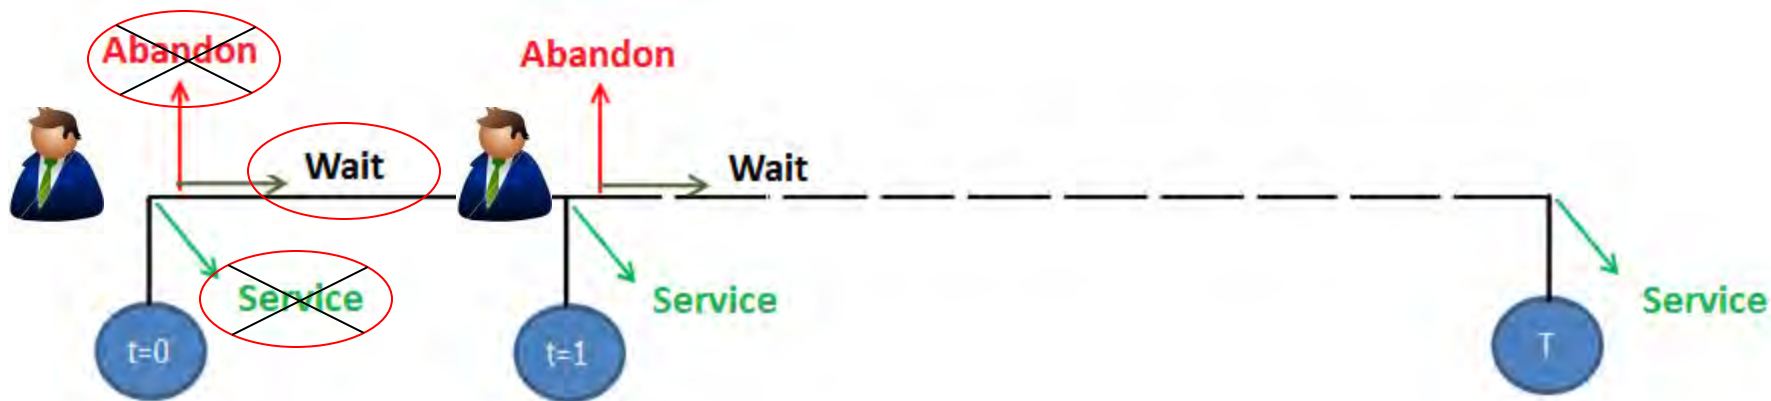 Abandon
Abandon
Wait
Wait
Service
Service
Service
t=0
t=1
T